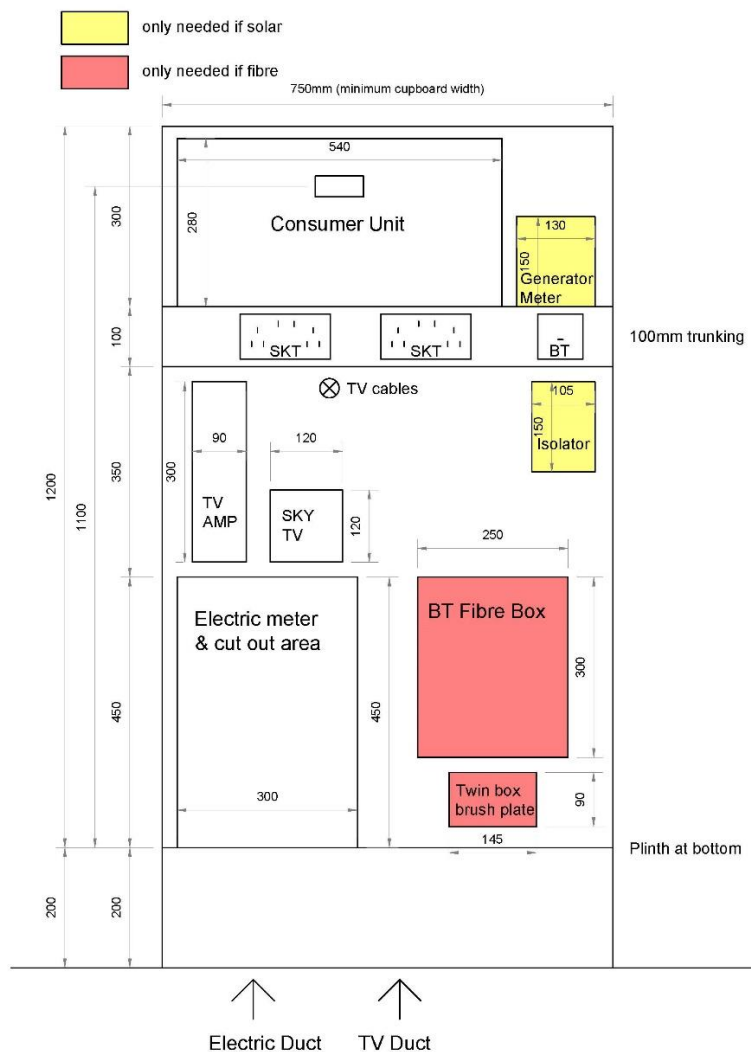 only needed if solar
only needed if fibre
750mm (minimum cupboard width)
540
300
280
Consumer Unit
130
150
Generator
Meter
100
SKT
SKT
BT
100mm trunking
TV cables
105
150
Isolator
90
120
300
350
1200
1100
TV
AMP
SKY
TV
120
250
Electric meter
& cut out area
BT Fibre Box
300
450
450
300
Twin box
brush plate
90
145
Plinth at bottom
200
200
Electric Duct
TV Duct